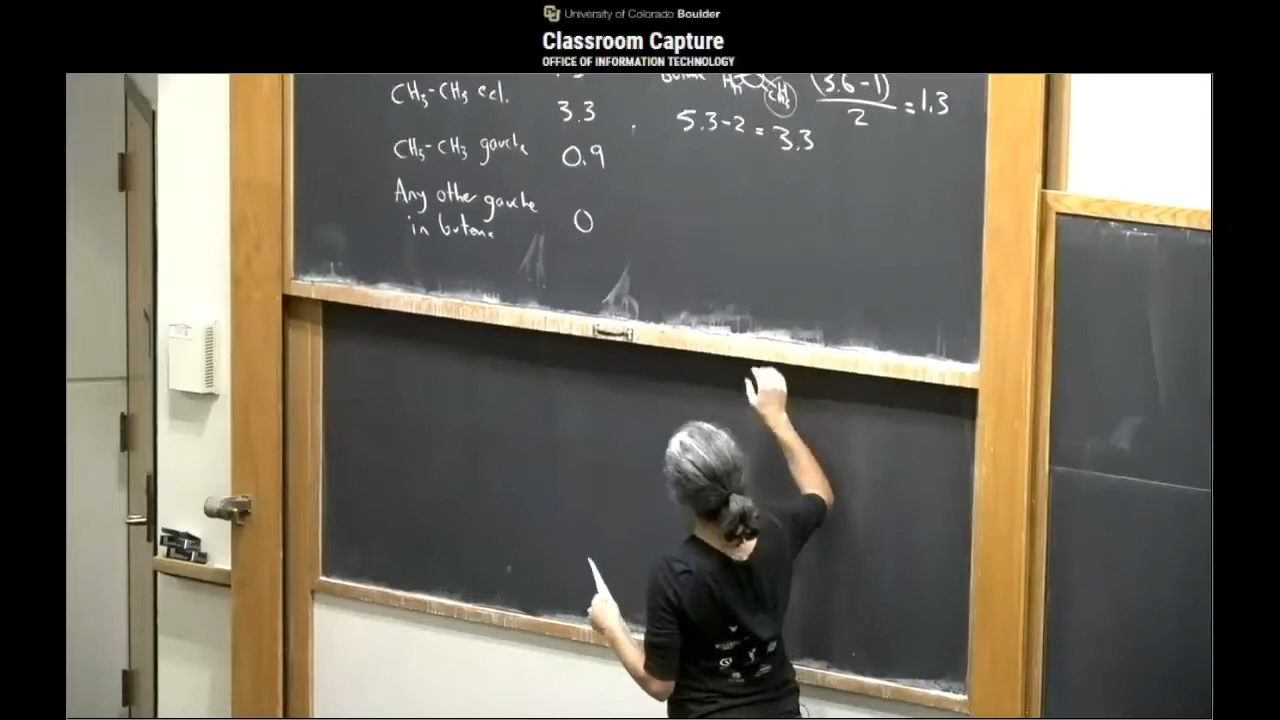 University of Colorado Boulder
Classroom Capture
OFFICE OF INFORMATION TECHNOLOGY
CH3-CH3 ecl. 3.3
CH3-CH3 gauche 0.9
Any other gauche
in butane 0
CH3
(3.6-1)
2
= 1.3
5.3-2 = 3.3